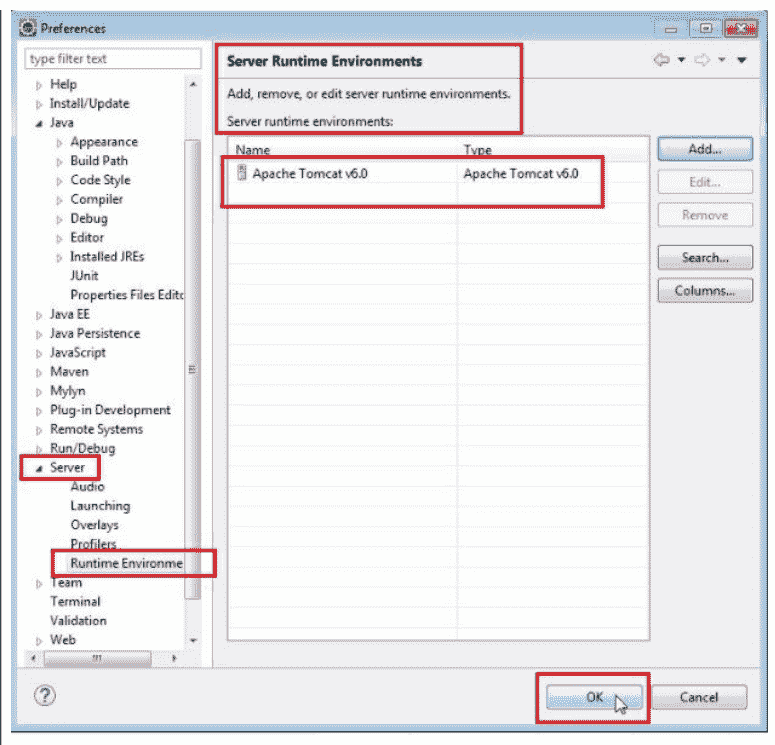 Preferences
type filter text
Help
Install/Update
Java
Appearance
Build Path
Code Style
Compiler
Debug
Editor
Installed JREs
JUnit
Properties Files Edito
Java EE
Java Persistence
JavaScript
Maven
Mylyn
Plug-in Development
Remote Systems
Run/Debug
Server
Audio
Launching
Overlays
Profilers
Runtime Environme
Team
Terminal
Validation
Web
Server Runtime Environments
Add, remove, or edit server runtime environments.
Server runtime environments:
Name Type
Apache Tomcat v6.0 Apache Tomcat v6.0
Add...
Edit...
Remove
Search...
Columns...
?
OK Cancel